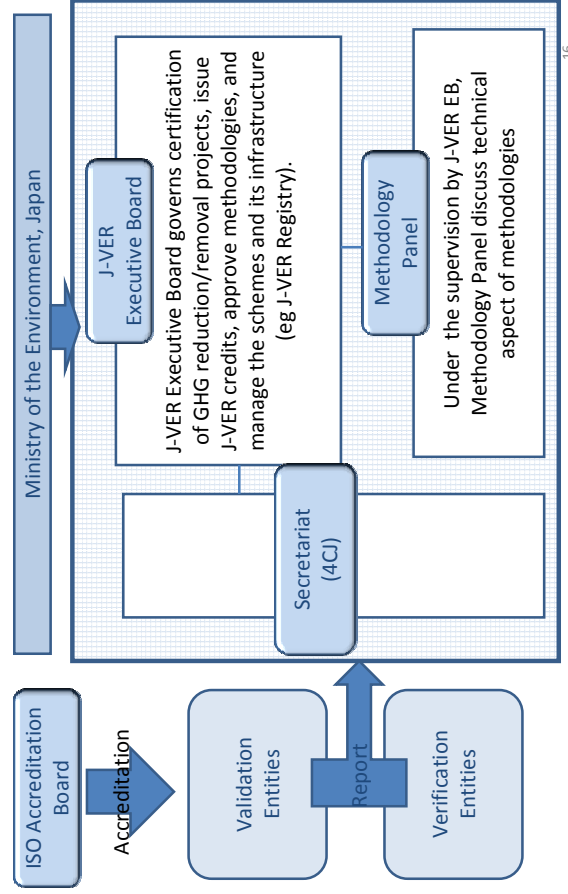 Ministry of the Environment, Japan
ISO Accreditation
Board
Accreditation
Validation
Entities
Report
Verification
Entities
Secretariat
(4CJ)
J-VER
Executive Board
J-VER Executive Board governs certification
of GHG reduction/removal projects, issue
J-VER credits, approve methodologies, and
manage the schemes and its infrastructure
(eg J-VER Registry).
Methodology
Panel
Under the supervision by J-VER EB,
Methodology Panel discuss technical
aspect of methodologies